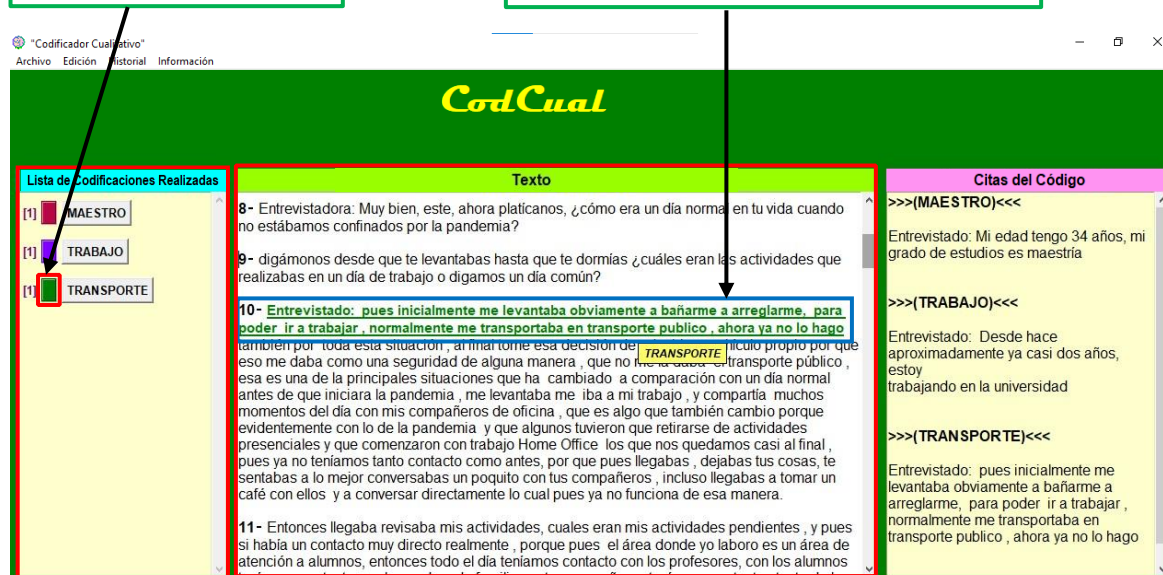 "Codificador Cualitativo"
Archivo Edición Historial Información
CodCual
Lista de Codificaciones Realizadas
[1] MAESTRO
[1] TRABAJO
[1] TRANSPORTE
Texto
8- Entrevistadora: Muy bien, este, ahora platícanos, ¿cómo era un día normal en tu vida cuando
no estábamos confinados por la pandemia?
9- digámonos desde que te levantabas hasta que te dormías ¿cuáles eran las actividades que
realizabas en un día de trabajo o digamos un día común?
10- Entrevistado: pues inicialmente me levantaba obviamente a bañarme a arreglarme, para
poder ir a trabajar , normalmente me transportaba en transporte publico , ahora ya no lo hago
también por toda esta situación , al final tome esa decisión de propio por que
TRANSPORTE
eso me daba como una seguridad de alguna manera , que no me la daba el transporte público ,
esa es una de la principales situaciones que ha cambiado a comparación con un día normal
antes de que iniciara la pandemia , me levantaba me iba a mi trabajo , y compartía muchos
momentos del día con mis compañeros de oficina , que es algo que también cambio porque
evidentemente con lo de la pandemia y que algunos tuvieron que retirarse de actividades
presenciales y que comenzaron con trabajo Home Office los que nos quedamos casi al final ,
pues ya no teníamos tanto contacto como antes, por que pues llegabas , dejabas tus cosas, te
sentabas a lo mejor conversabas un poquito con tus compañeros , incluso llegabas a tomar un
café con ellos y a conversar directamente lo cual pues ya no funciona de esa manera.
11- Entonces llegaba revisaba mis actividades, cuales eran mis actividades pendientes , y pues
si había un contacto muy directo realmente , porque pues el área donde yo laboro es un área de
atención a alumnos, entonces todo el día teníamos contacto con los profesores, con los alumnos
Citas del Código
>>>(MAESTRO)<<<
Entrevistado: Mi edad tengo 34 años, mi
grado de estudios es maestría
>>>(TRABAJO)<<<
Entrevistado: Desde hace
aproximadamente ya casi dos años,
estoy
trabajando en la universidad
>>>(TRANSPORTE)<<<
Entrevistado: pues inicialmente me
levantaba obviamente a bañarme a
arreglarme, para poder ir a trabajar ,
normalmente me transportaba en
transporte publico , ahora ya no lo hago